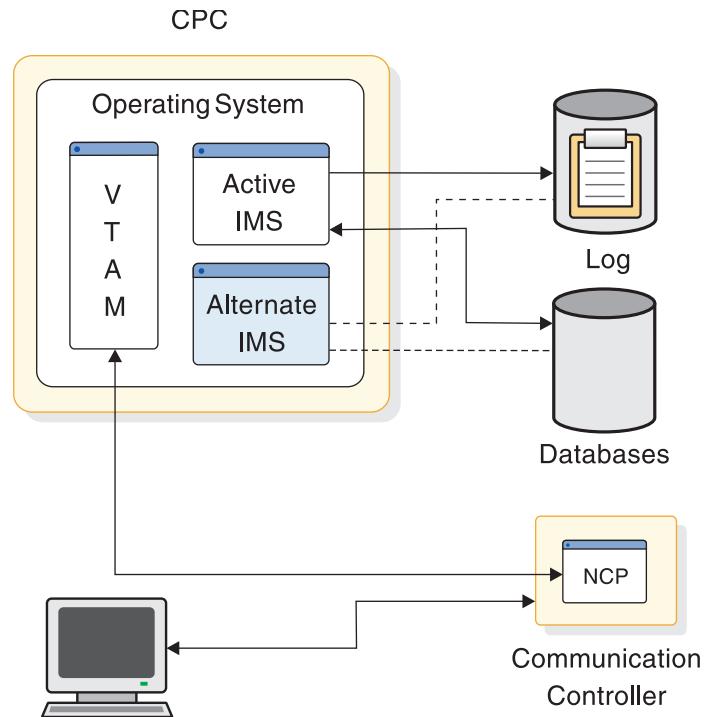 CPC
Operating System
V
T
A
M
Active
IMS
Alternate
IMS
Log
Databases
NCP
Communication
Controller